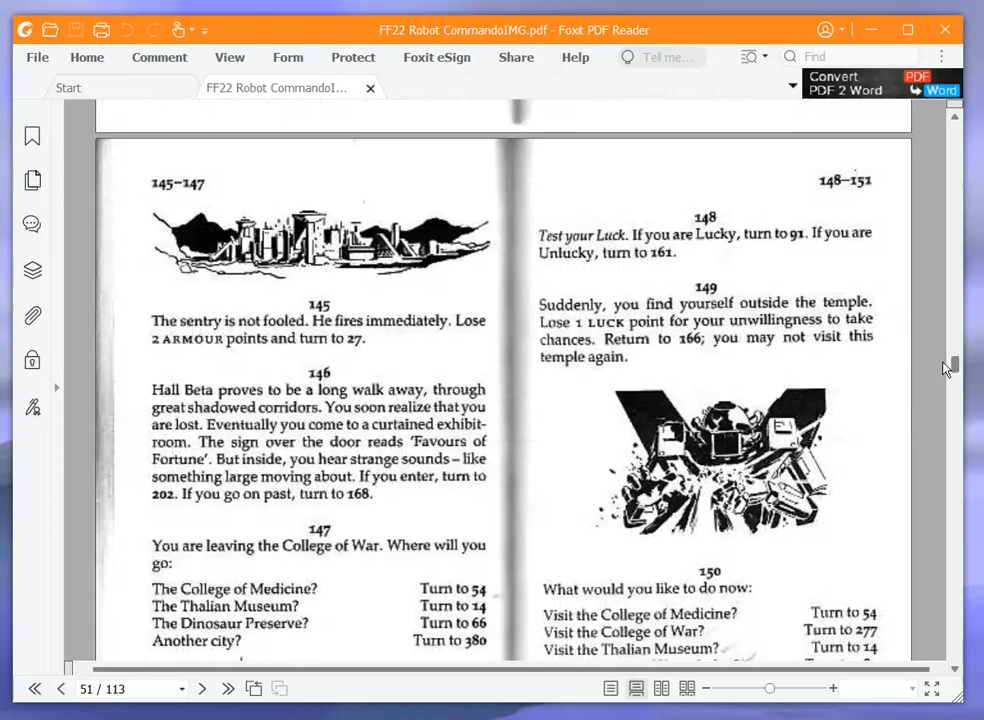 FF22 Robot CommandoIMG.pdf - Foxit PDF Reader
File Home Comment View Form Protect Foxit eSign Share Help Tell me... Find
Start FF22 Robot CommandoI... Convert PDF
PDF 2 Word Word
145–147
145
The sentry is not fooled. He fires immediately. Lose
2 ARMOUR points and turn to 27.
146
Hall Beta proves to be a long walk away, through
great shadowed corridors. You soon realize that you
are lost. Eventually you come to a curtained exhibit-
room. The sign over the door reads 'Favours of
Fortune'. But inside, you hear strange sounds – like
something large moving about. If you enter, turn to
202. If you go on past, turn to 168.
147
You are leaving the College of War. Where will you
go:
The College of Medicine? Turn to 54
The Thalian Museum? Turn to 14
The Dinosaur Preserve? Turn to 66
Another city? Turn to 380
148–151
148
Test your Luck. If you are Lucky, turn to 91. If you are
Unlucky, turn to 161.
149
Suddenly, you find yourself outside the temple.
Lose 1 LUCK point for your unwillingness to take
chances. Return to 166; you may not visit this
temple again.
150
What would you like to do now:
Visit the College of Medicine? Turn to 54
Visit the College of War? Turn to 277
Visit the Thalian Museum? Turn to 14
51 / 113